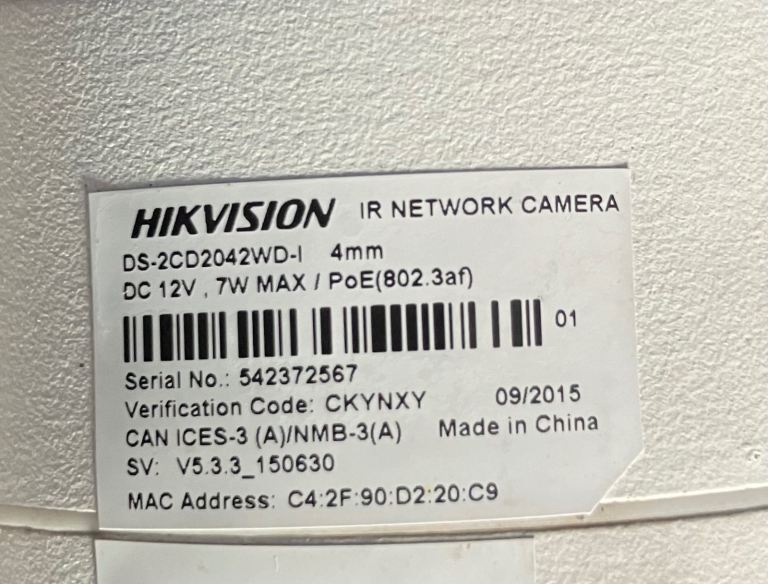 HIKVISION IR NETWORK CAMERA
DS-2CD2042WD-I 4mm
DC 12V , 7W MAX / PoE(802.3af)
01
Serial No.: 542372567
Verification Code: CKYNXY 09/2015
CAN ICES-3 (A)/NMB-3(A) Made in China
SV: V5.3.3_150630
MAC Address: C4:2F:90:D2:20:C9